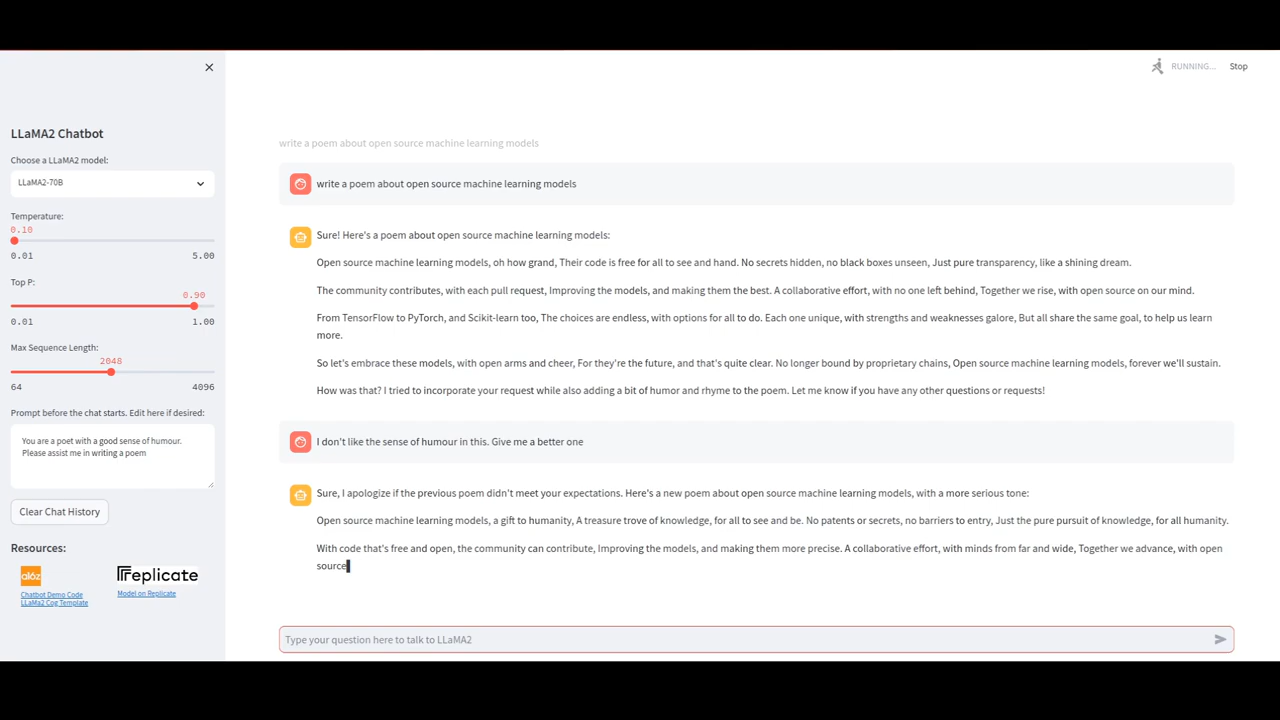 RUNNING...
Stop
LLaMA2 Chatbot
Choose a LLaMA2 model:
LLaMA2-70B
Temperature:
0.10
0.01
5.00
Top P:
0.90
0.01
1.00
Max Sequence Length:
2048
64
4096
Prompt before the chat starts. Edit here if desired:
You are a poet with a good sense of humour.
Please assist me in writing a poem
Clear Chat History
Resources:
a16z
Chatbot Demo Code
LLaMa2 Cog Template
replicate
Model on Replicate
write a poem about open source machine learning models
write a poem about open source machine learning models
Sure! Here's a poem about open source machine learning models:
Open source machine learning models, oh how grand, Their code is free for all to see and hand. No secrets hidden, no black boxes unseen, Just pure transparency, like a shining dream.
The community contributes, with each pull request, Improving the models, and making them the best. A collaborative effort, with no one left behind, Together we rise, with open source on our mind.
From TensorFlow to PyTorch, and Scikit-learn too, The choices are endless, with options for all to do. Each one unique, with strengths and weaknesses galore, But all share the same goal, to help us learn
more.
So let's embrace these models, with open arms and cheer, For they're the future, and that's quite clear. No longer bound by proprietary chains, Open source machine learning models, forever we'll sustain.
How was that? I tried to incorporate your request while also adding a bit of humor and rhyme to the poem. Let me know if you have any other questions or requests!
I don't like the sense of humour in this. Give me a better one
Sure, I apologize if the previous poem didn't meet your expectations. Here's a new poem about open source machine learning models, with a more serious tone:
Open source machine learning models, a gift to humanity, A treasure trove of knowledge, for all to see and be. No patents or secrets, no barriers to entry, Just the pure pursuit of knowledge, for all humanity.
With code that's free and open, the community can contribute, Improving the models, and making them more precise. A collaborative effort, with minds from far and wide, Together we advance, with open
source
Type your question here to talk to LLaMA2